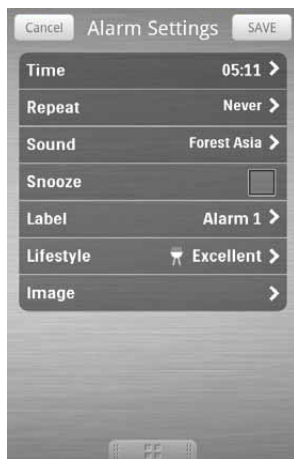 Cancel Alarm Settings SAVE
Time 05:11
Repeat Never
Sound Forest Asia
Snooze
Label Alarm 1
Lifestyle Excellent
Image